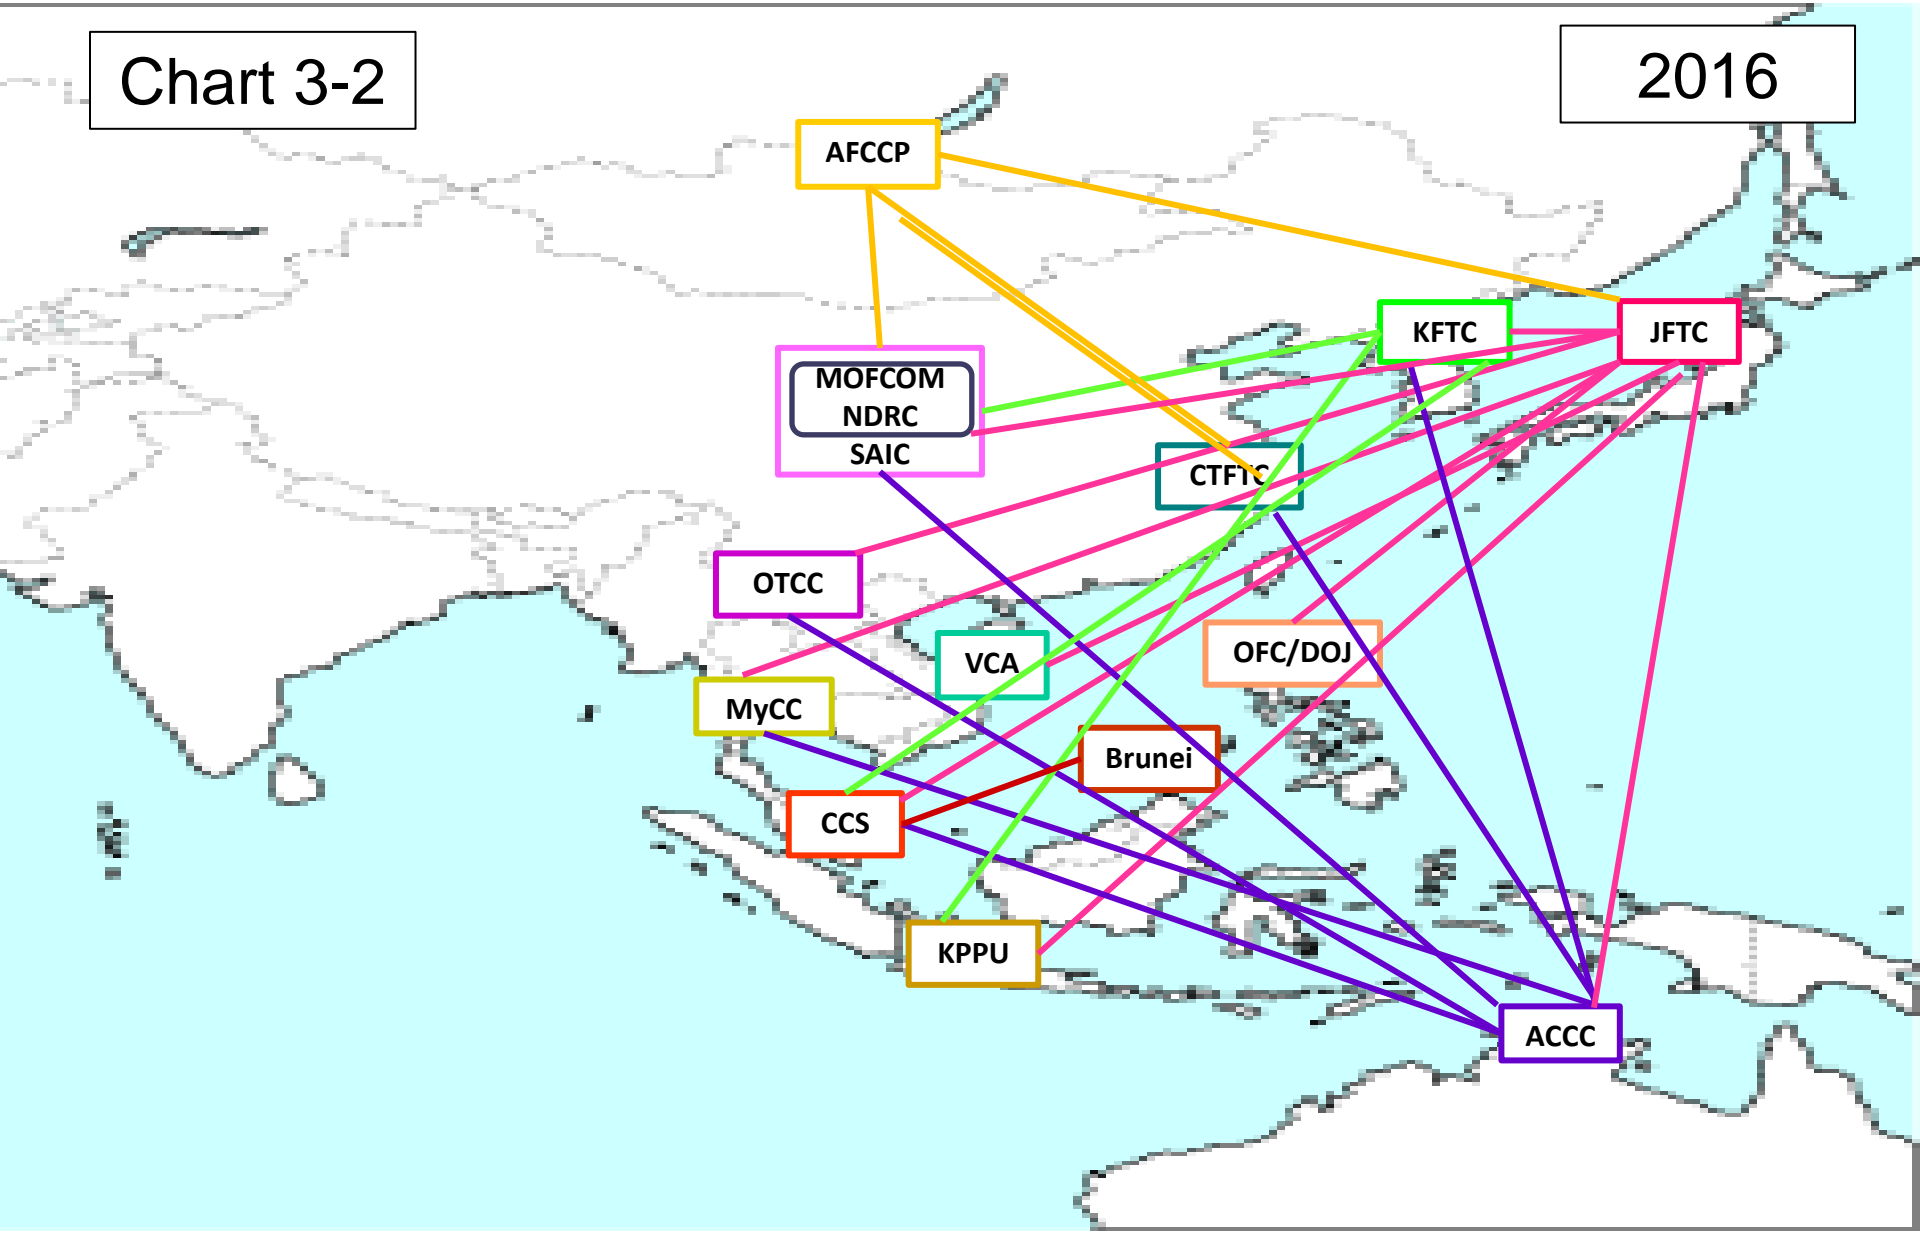 Chart 3-2
2016
AFCCP
KFTC
JFTC
MOFCOM
NDRC
SAIC
CTFTC
OTCC
VCA
OFC/DOJ
MyCC
Brunei
CCS
KPPU
ACCC